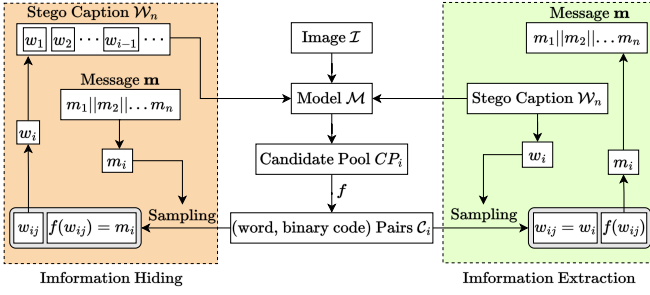 Stego Caption 𝒲ₙ
w₁ w₂ ⋯ wᵢ₋₁ ⋯
Message m
m₁||m₂||…mₙ
wᵢ
mᵢ
Sampling
wᵢⱼ f(wᵢⱼ) = mᵢ
Imformation Hiding
Image ℐ
Model ℳ
Candidate Pool CPᵢ
f
(word, binary code) Pairs 𝒞ᵢ
Message m
m₁||m₂||…mₙ
Stego Caption 𝒲ₙ
wᵢ
mᵢ
Sampling
wᵢⱼ = wᵢ f(wᵢⱼ)
Imformation Extraction